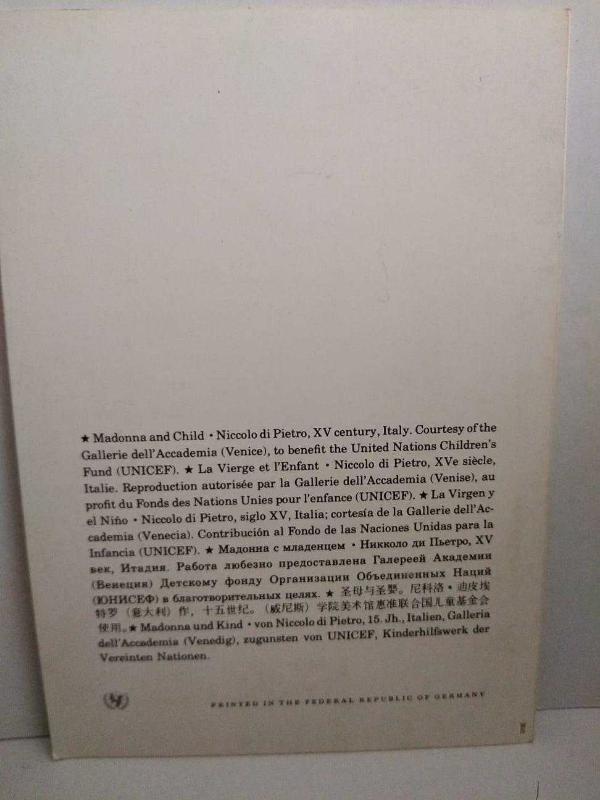 ★ Madonna and Child · Niccolo di Pietro, XV century, Italy. Courtesy of the
Gallerie dell'Accademia (Venice), to benefit the United Nations Children's
Fund (UNICEF). ★ La Vierge et l'Enfant · Niccolo di Pietro, XVe siècle,
Italie. Reproduction autorisée par la Gallerie dell'Accademia (Venise), au
profit du Fonds des Nations Unies pour l'enfance (UNICEF). ★ La Virgen y
el Niño · Niccolo di Pietro, siglo XV, Italia; cortesía de la Gallerie dell'Ac-
cademia (Venecia). Contribución al Fondo de las Naciones Unidas para la
Infancia (UNICEF). ★ Мадонна с младенцем · Никколо ди Пьетро, XV
век, Итадия. Работа любезно предоставлена Галереей Академии
(Венеция) Детскому фонду Организации Объединенных Наций
(ЮНИСЕФ) в благотворительных целях. ★ 圣母与圣婴。尼科洛·迪皮埃
特罗（意大利）作，十五世纪。（威尼斯）学院美术馆惠准联合国儿童基金会
使用。★ Madonna und Kind · von Niccolo di Pietro, 15. Jh., Italien, Galleria
dell'Accademia (Venedig), zugunsten von UNICEF, Kinderhilfswerk der
Vereinten Nationen.
PRINTED IN THE FEDERAL REPUBLIC OF GERMANY